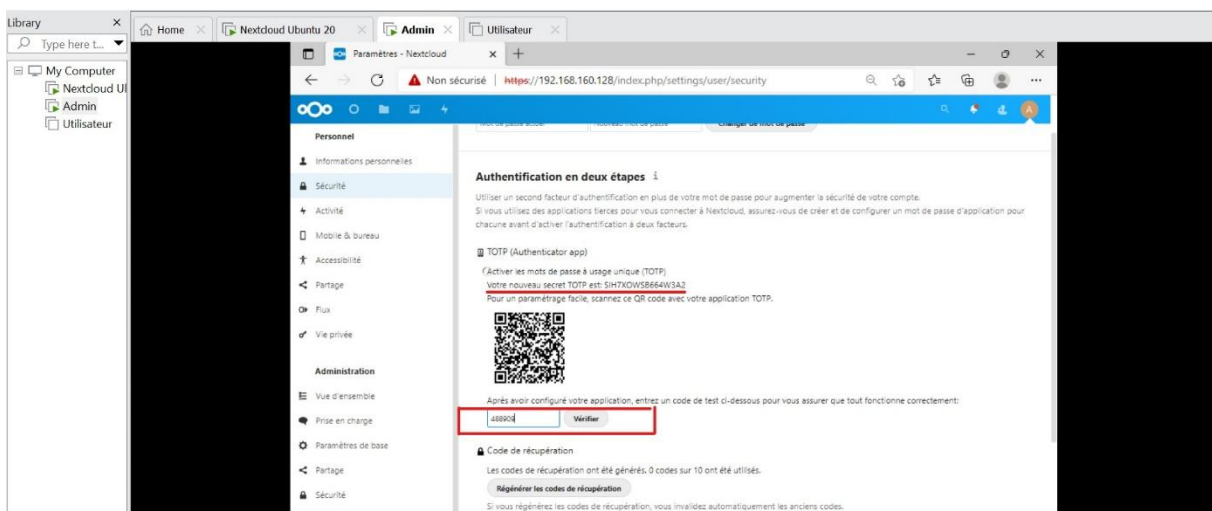 Library
Home
Nextcloud Ubuntu 20
Admin
Utilisateur
Type here t...
My Computer
Nextcloud Ul
Admin
Utilisateur
Paramètres - Nextcloud
Non sécurisé | https://192.168.160.128/index.php/settings/user/security
A
Personnel
Informations personnelles
Sécurité
Activité
Mobile & bureau
Accessibilité
Partage
Flux
Vie privée
Administration
Vue d'ensemble
Prise en charge
Paramètres de base
Partage
Sécurité
Mot de passe actuel
Nouveau mot de passe
Changer de mot de passe
Authentification en deux étapes i
Utiliser un second facteur d'authentification en plus de votre mot de passe pour augmenter la sécurité de votre compte.
Si vous utilisez des applications tierces pour vous connecter à Nextcloud, assurez-vous de créer et de configurer un mot de passe d'application pour
chacune avant d'activer l'authentification à deux facteurs.
TOTP (Authenticator app)
Activer les mots de passe à usage unique (TOTP)
Votre nouveau secret TOTP est:
Pour un paramétrage facile, scannez ce QR code avec votre application TOTP.
Après avoir configuré votre application, entrez un code de test ci-dessous pour vous assurer que tout fonctionne correctement:
488909
Vérifier
Code de récupération
Les codes de récupération ont été générés. 0 codes sur 10 ont été utilisés.
Régénérer les codes de récupération
Si vous régénérez les codes de récupération, vous invalidez automatiquement les anciens codes.